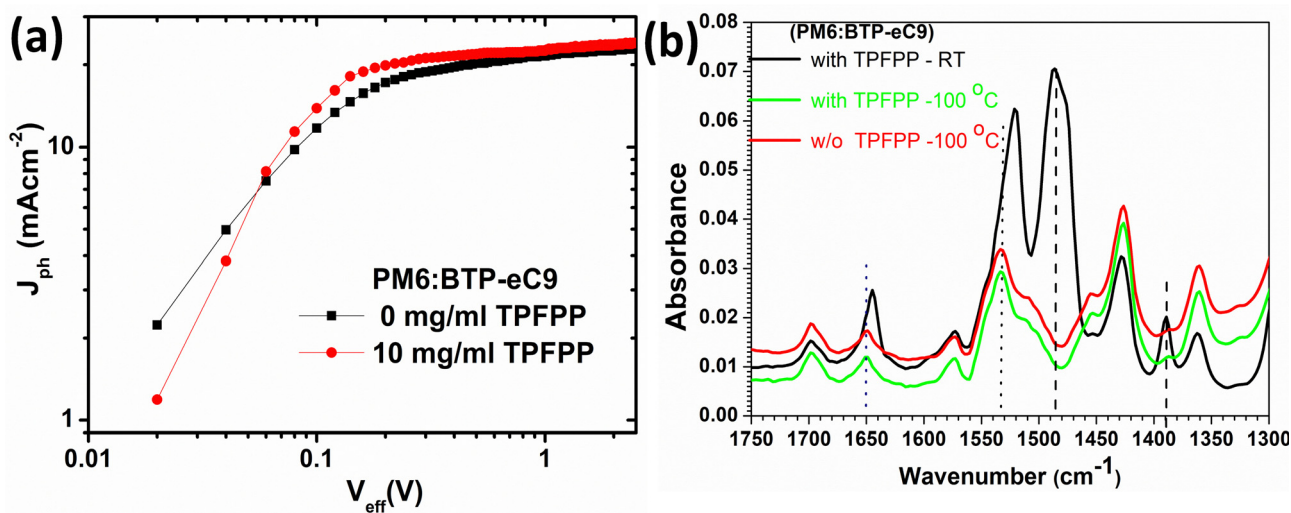 (a)
10
1
J_ph (mAcm^-2)
PM6:BTP-eC9
0 mg/ml TPFPP
10 mg/ml TPFPP
0.01
0.1
1
V_eff(V)
(b)
(PM6:BTP-eC9)
with TPFPP - RT
with TPFPP -100 °C
w/o TPFPP -100 °C
0.08
0.07
0.06
0.05
0.04
0.03
0.02
0.01
0.00
Absorbance
1750 1700 1650 1600 1550 1500 1450 1400 1350 1300
Wavenumber (cm^-1)